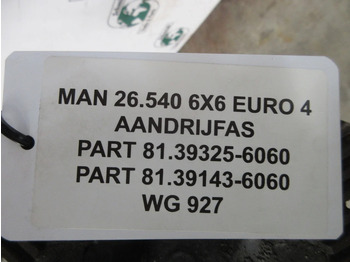 MAN 26.540 6X6 EURO 4
AANDRIJFAS
PART 81.39325-6060
PART 81.39143-6060
WG 927